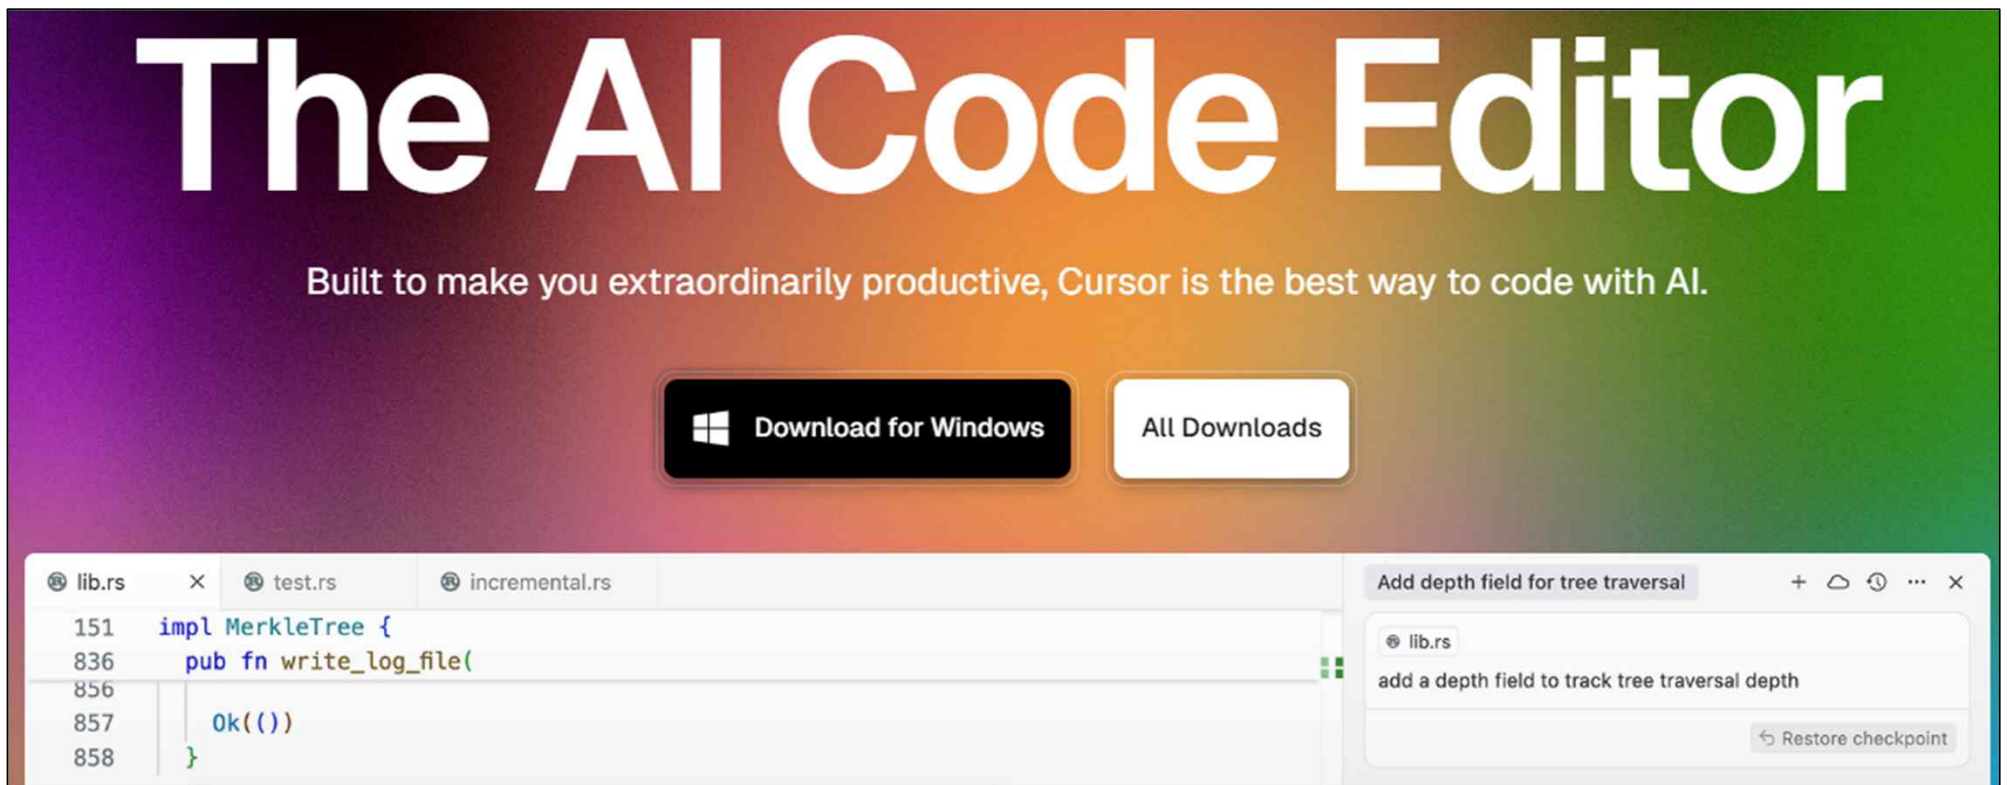 The AI Code Editor
Built to make you extraordinarily productive, Cursor is the best way to code with AI.
Download for Windows
All Downloads
lib.rs
test.rs
incremental.rs
151 impl MerkleTree {
836 pub fn write_log_file(
856
857 Ok(())
858 }
Add depth field for tree traversal
lib.rs
add a depth field to track tree traversal depth
Restore checkpoint